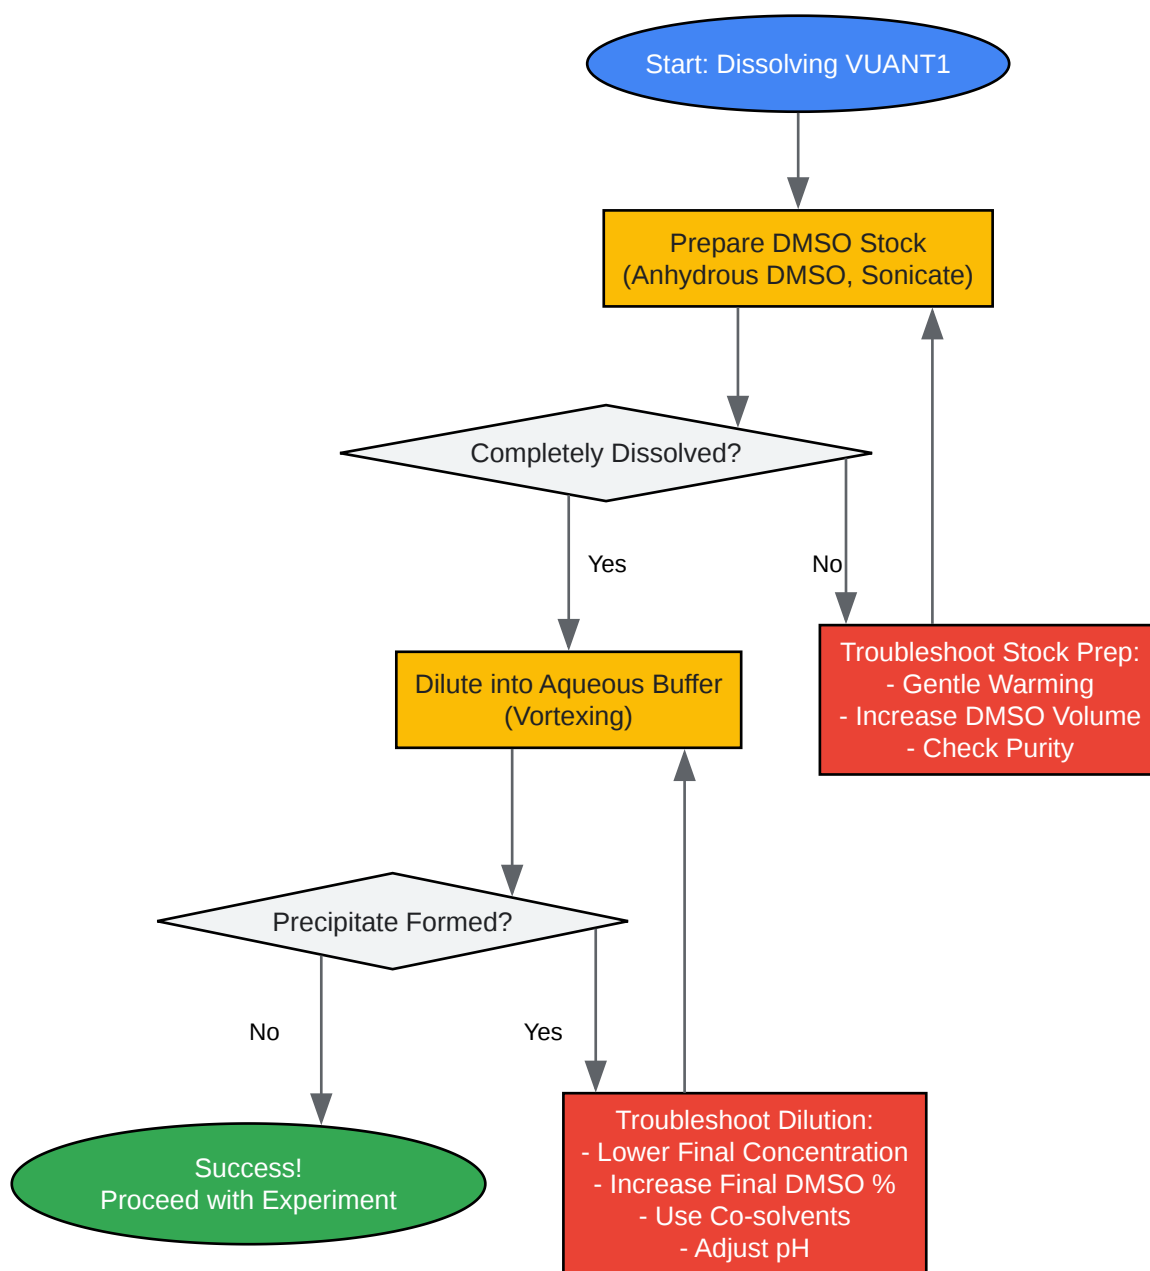 Start: Dissolving VUANT1
Prepare DMSO Stock
(Anhydrous DMSO, Sonicate)
Completely Dissolved?
Yes
No
Troubleshoot Stock Prep:
- Gentle Warming
- Increase DMSO Volume
- Check Purity
Dilute into Aqueous Buffer
(Vortexing)
Precipitate Formed?
No
Yes
Troubleshoot Dilution:
- Lower Final Concentration
- Increase Final DMSO %
- Use Co-solvents
- Adjust pH
Success!
Proceed with Experiment